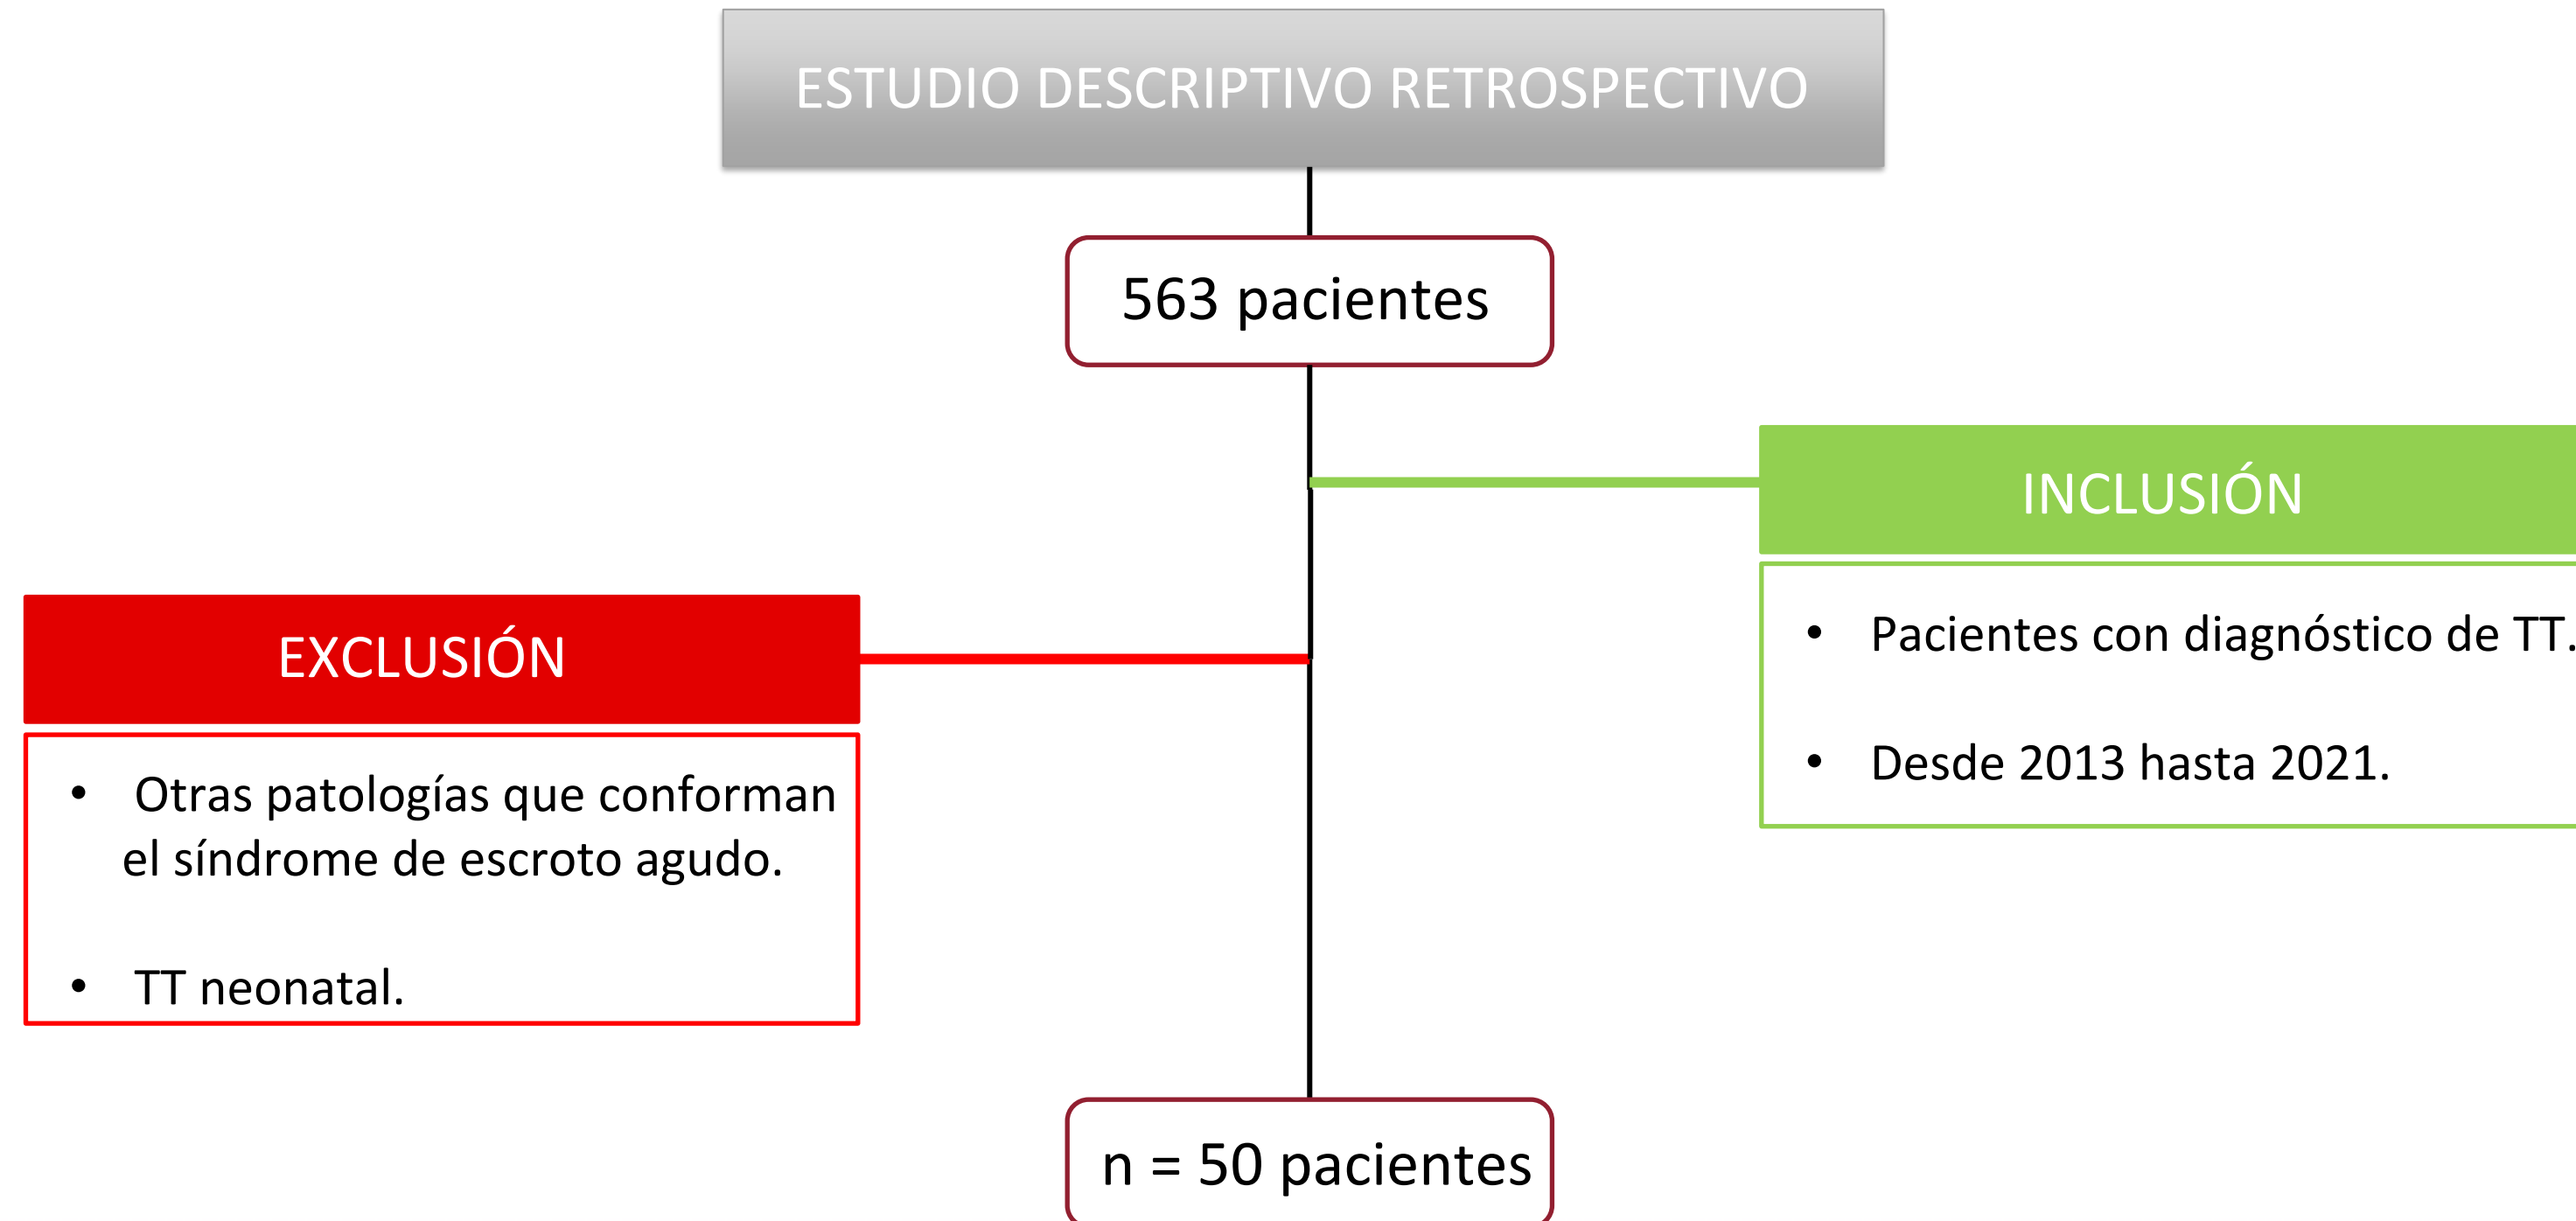 ESTUDIO DESCRIPTIVO RETROSPECTIVO
563 pacientes
INCLUSIÓN
• Pacientes con diagnóstico de TT.
• Desde 2013 hasta 2021.
EXCLUSIÓN
• Otras patologías que conforman
el síndrome de escroto agudo.
• TT neonatal.
n = 50 pacientes